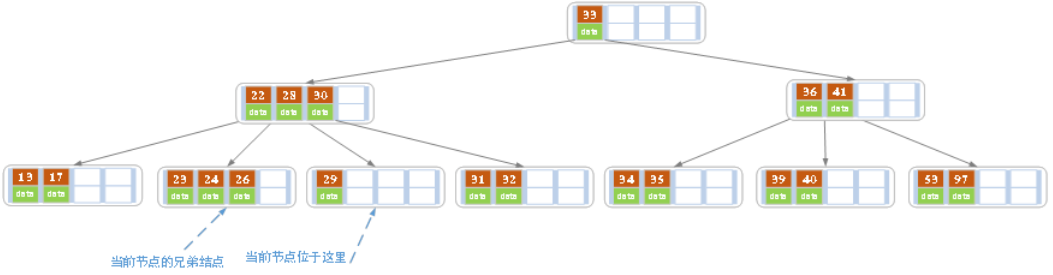 33
data
22 28 30
data data data
36 41
data data
13 17
data data
23 24 26
data data data
29
data
31 32
data data
34 35
data data
39 40
data data
53 97
data data
当前节点的兄弟结点
当前节点位于这里